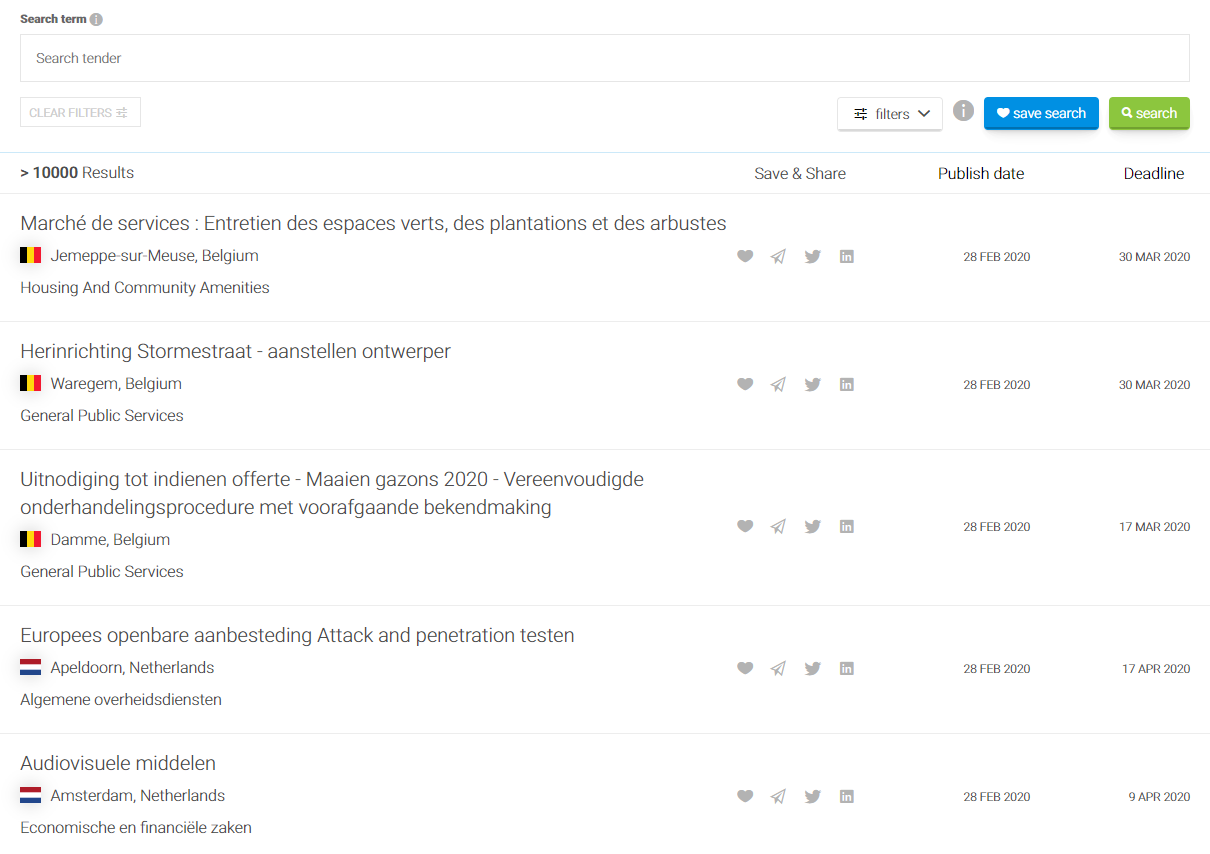 Search term
Search tender
CLEAR FILTERS
filters
save search
search
> 10000 Results
Save & Share
Publish date
Deadline
Marché de services : Entretien des espaces verts, des plantations et des arbustes
Jemeppe-sur-Meuse, Belgium
28 FEB 2020
30 MAR 2020
Housing And Community Amenities
Herinrichting Stormestraat - aanstellen ontwerper
Waregem, Belgium
28 FEB 2020
30 MAR 2020
General Public Services
Uitnodiging tot indienen offerte - Maaien gazons 2020 - Vereenvoudigde
onderhandelingsprocedure met voorafgaande bekendmaking
28 FEB 2020
17 MAR 2020
Damme, Belgium
General Public Services
Europees openbare aanbesteding Attack and penetration testen
Apeldoorn, Netherlands
28 FEB 2020
17 APR 2020
Algemene overheidsdiensten
Audiovisuele middelen
Amsterdam, Netherlands
28 FEB 2020
9 APR 2020
Economische en financiële zaken